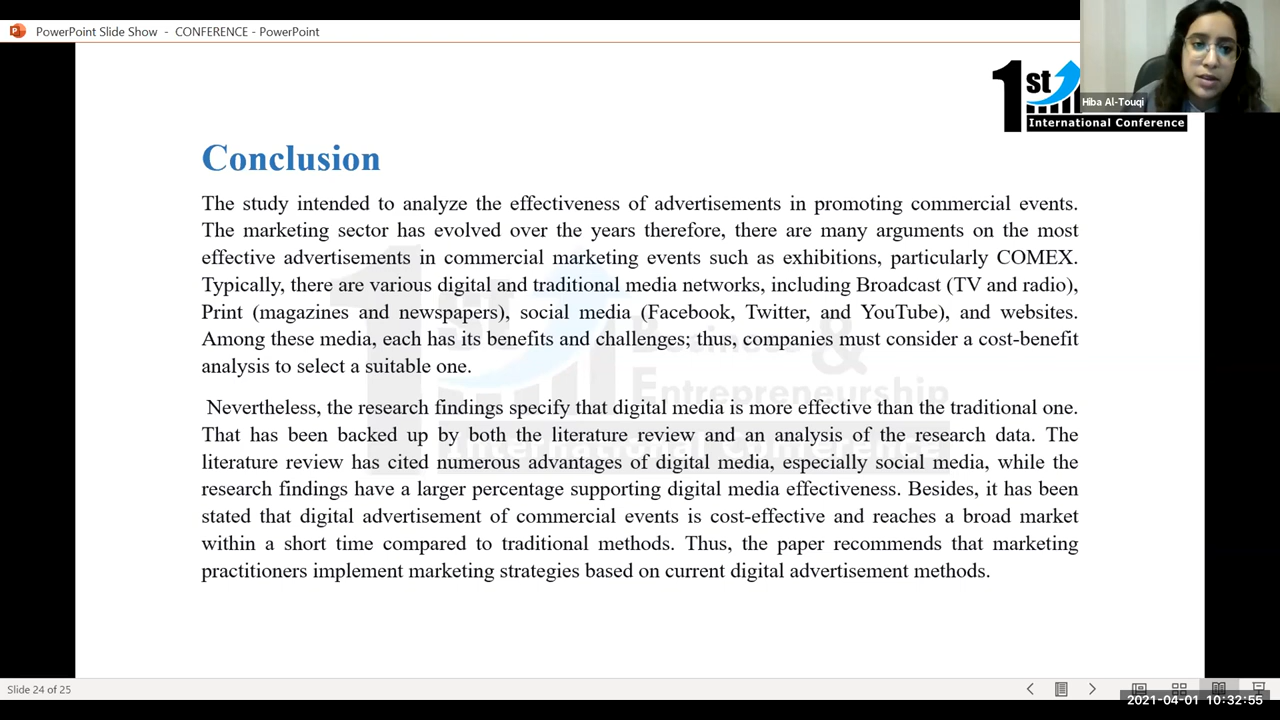 PowerPoint Slide Show - CONFERENCE - PowerPoint
1st
International Conference
Hiba Al-Touqi
Conclusion
The study intended to analyze the effectiveness of advertisements in promoting commercial events.
The marketing sector has evolved over the years therefore, there are many arguments on the most
effective advertisements in commercial marketing events such as exhibitions, particularly COMEX.
Typically, there are various digital and traditional media networks, including Broadcast (TV and radio),
Print (magazines and newspapers), social media (Facebook, Twitter, and YouTube), and websites.
Among these media, each has its benefits and challenges; thus, companies must consider a cost-benefit
analysis to select a suitable one.
Nevertheless, the research findings specify that digital media is more effective than the traditional one.
That has been backed up by both the literature review and an analysis of the research data. The
literature review has cited numerous advantages of digital media, especially social media, while the
research findings have a larger percentage supporting digital media effectiveness. Besides, it has been
stated that digital advertisement of commercial events is cost-effective and reaches a broad market
within a short time compared to traditional methods. Thus, the paper recommends that marketing
practitioners implement marketing strategies based on current digital advertisement methods.
1st
Business &
Entrepreneurship
International Conference
Slide 24 of 25
2021-04-01 10:32:55